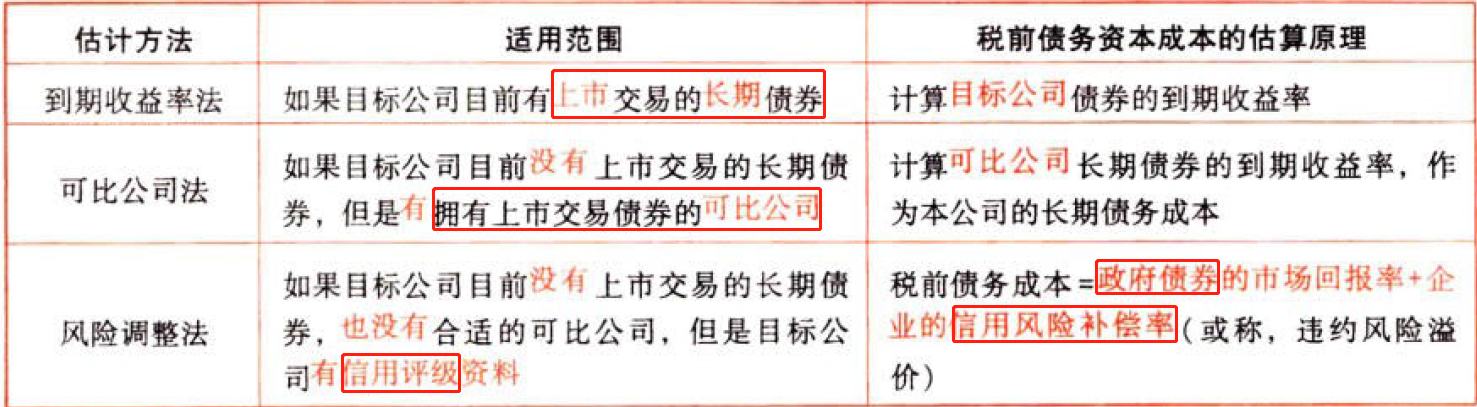 估计方法
适用范围
税前债务资本成本的估算原理
到期收益率法
如果目标公司目前有上市交易的长期债券
计算目标公司债券的到期收益率
可比公司法
如果目标公司目前没有上市交易的长期债
券，但是有拥有上市交易债券的可比公司
计算可比公司长期债券的到期收益率，作
为本公司的长期债务成本
风险调整法
如果目标公司目前没有上市交易的长期债
券，也没有合适的可比公司，但是目标公
司有信用评级资料
税前债务成本=政府债券的市场回报率+企
业的信用风险补偿率（或称，违约风险溢
价）